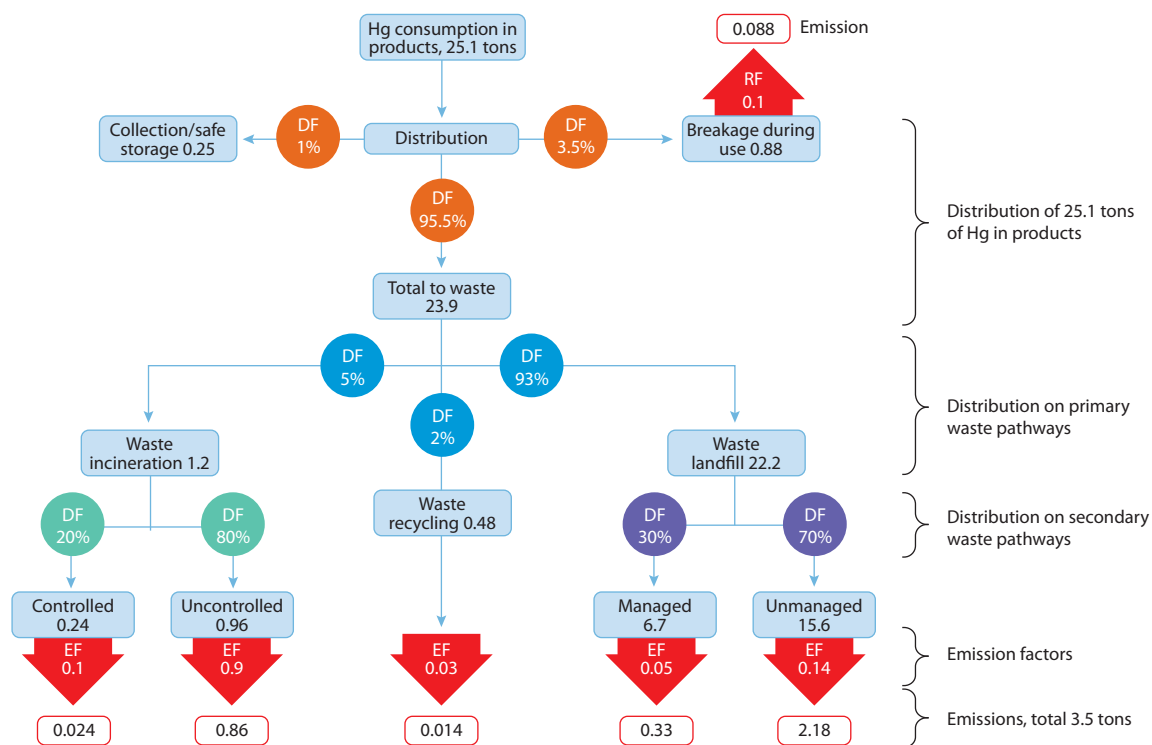 Hg consumption in
products, 25.1 tons
0.088
Emission
RF
0.1
Collection/safe
storage 0.25
DF
1%
Distribution
DF
3.5%
Breakage during
use 0.88
DF
95.5%
Distribution of 25.1 tons
of Hg in products
Total to waste
23.9
DF
5%
DF
93%
DF
2%
Distribution on primary
waste pathways
Waste
incineration 1.2
Waste
landfill 22.2
DF
20%
DF
80%
Waste
recycling 0.48
DF
30%
DF
70%
Distribution on secondary
waste pathways
Controlled
0.24
Uncontrolled
0.96
Managed
6.7
Unmanaged
15.6
EF
0.1
EF
0.9
EF
0.03
EF
0.05
EF
0.14
Emission factors
0.024
0.86
0.014
0.33
2.18
Emissions, total 3.5 tons